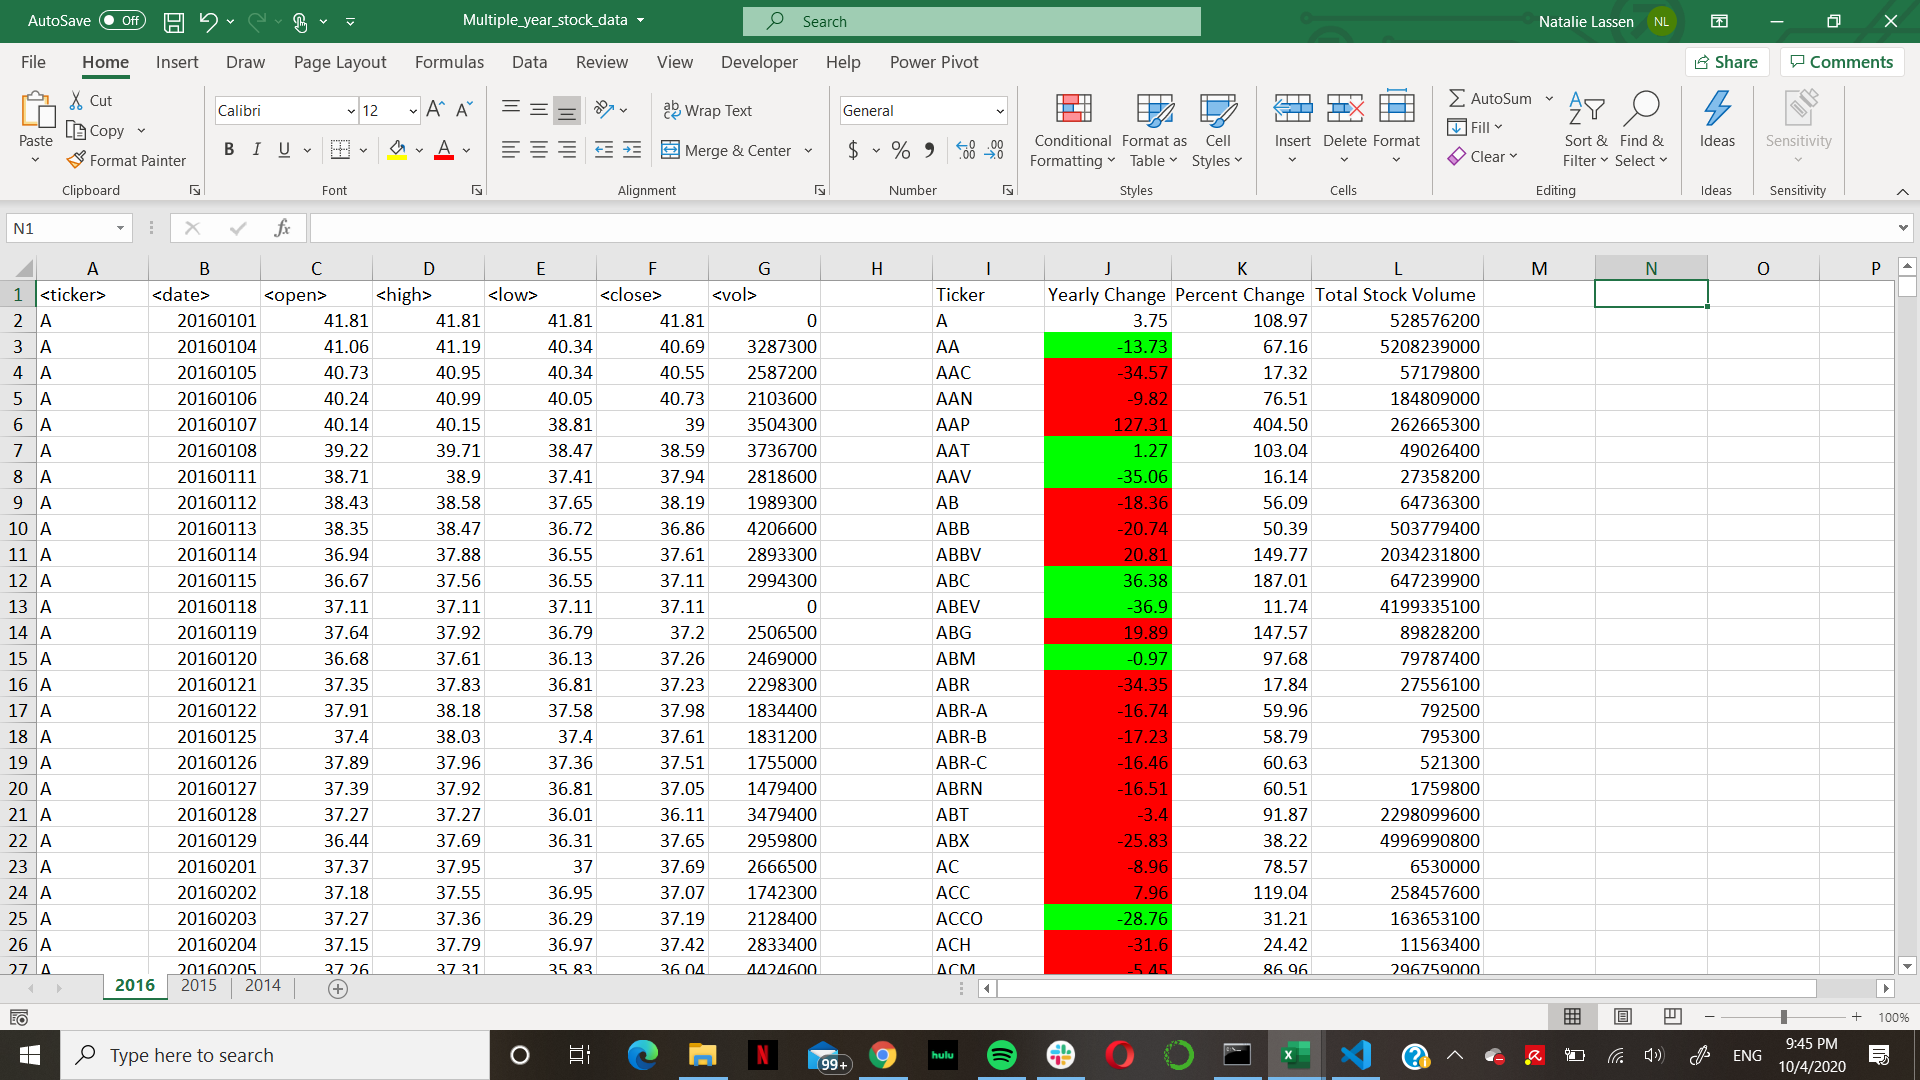 AutoSave Off Multiple_year_stock_data Search Natalie Lassen NL
File Home Insert Draw Page Layout Formulas Data Review View Developer Help Power Pivot Share Comments
Paste Cut Copy Format Painter Clipboard
Calibri 12 B I U A Font
ab Wrap Text Merge & Center Alignment
General $ % 9 Number
Conditional Formatting Format as Table Cell Styles Styles
Insert Delete Format Cells
AutoSum Fill Clear Sort & Filter Find & Select Editing
Ideas Ideas
Sensitivity Sensitivity
N1 fx
A B C D E F G H I J K L M N O P
1 <ticker> <date> <open> <high> <low> <close> <vol> Ticker Yearly Change Percent Change Total Stock Volume
2 A 20160101 41.81 41.81 41.81 41.81 0 A 3.75 108.97 528576200
3 A 20160104 41.06 41.19 40.34 40.69 3287300 AA -13.73 67.16 5208239000
4 A 20160105 40.73 40.95 40.34 40.55 2587200 AAC -34.57 17.32 57179800
5 A 20160106 40.24 40.99 40.05 40.73 2103600 AAN -9.82 76.51 184809000
6 A 20160107 40.14 40.15 38.81 39 3504300 AAP 127.31 404.50 262665300
7 A 20160108 39.22 39.71 38.47 38.59 3736700 AAT 1.27 103.04 49026400
8 A 20160111 38.71 38.9 37.41 37.94 2818600 AAV -35.06 16.14 27358200
9 A 20160112 38.43 38.58 37.65 38.19 1989300 AB -18.36 56.09 64736300
10 A 20160113 38.35 38.47 36.72 36.86 4206600 ABB -20.74 50.39 503779400
11 A 20160114 36.94 37.88 36.55 37.61 2893300 ABBV 20.81 149.77 2034231800
12 A 20160115 36.67 37.56 36.55 37.11 2994300 ABC 36.38 187.01 647239900
13 A 20160118 37.11 37.11 37.11 37.11 0 ABEV -36.9 11.74 4199335100
14 A 20160119 37.64 37.92 36.79 37.2 2506500 ABG 19.89 147.57 89828200
15 A 20160120 36.68 37.61 36.13 37.26 2469000 ABM -0.97 97.68 79787400
16 A 20160121 37.35 37.83 36.81 37.23 2298300 ABR -34.35 17.84 27556100
17 A 20160122 37.91 38.18 37.58 37.98 1834400 ABR-A -16.74 59.96 792500
18 A 20160125 37.4 38.03 37.4 37.61 1831200 ABR-B -17.23 58.79 795300
19 A 20160126 37.89 37.96 37.36 37.51 1755000 ABR-C -16.46 60.63 521300
20 A 20160127 37.39 37.92 36.81 37.05 1479400 ABRN -16.51 60.51 1759800
21 A 20160128 37.27 37.27 36.01 36.11 3479400 ABT -3.4 91.87 2298099600
22 A 20160129 36.44 37.69 36.31 37.65 2959800 ABX -25.83 38.22 4996990800
23 A 20160201 37.37 37.95 37 37.69 2666500 AC -8.96 78.57 6530000
24 A 20160202 37.18 37.55 36.95 37.07 1742300 ACC 7.96 119.04 258457600
25 A 20160203 37.27 37.36 36.29 37.19 2128400 ACCO -28.76 31.21 163653100
26 A 20160204 37.15 37.79 36.97 37.42 2833400 ACH -31.6 24.42 11563400
27 A 20160205 37.26 37.31 35.83 36.04 4424600 ACM -5.45 86.96 296759000
2016 2015 2014
100%
Type here to search 99+ hulu ENG 9:45 PM
10/4/2020